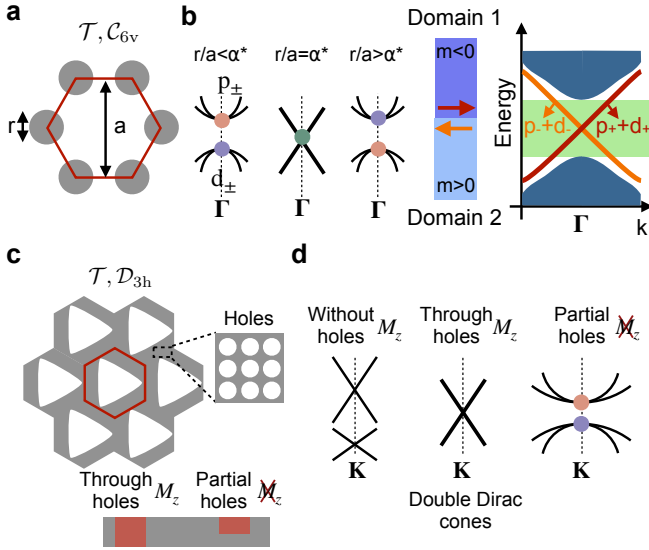 a
𝒯, 𝒞6v
r
a
b
r/a<α* r/a=α* r/a>α*
p±
d±
Γ Γ Γ
Domain 1
m<0
m>0
Domain 2
Energy
p-+d- p++d+
Γ k
c
𝒯, 𝒟3h
Holes
Through holes Mz
Partial holes Mz
d
Without holes Mz
Through holes Mz
Partial holes Mz
K K K
Double Dirac
cones